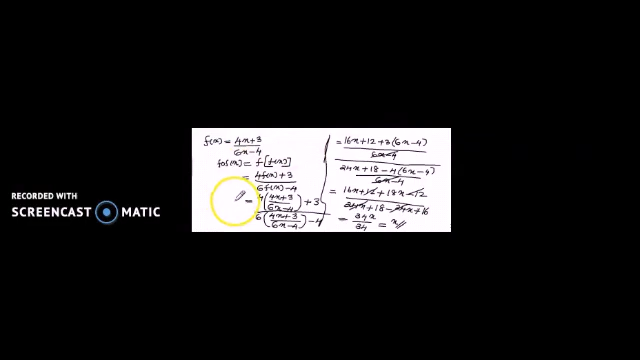 f(x) = 4x+3 / 6x-4
fof(x) = f[f(x)]
= 4f(x)+3 / 6f(x)-4
= 4(4x+3 / 6x-4)+3 / 6(4x+3 / 6x-4)-4
= 16x+12+3(6x-4) / 6x-4
24x+18-4(6x-4) / 6x-4
= 16x+12+18x-12 / 24x+18-24x+16
= 34x / 34 = x //
RECORDED WITH
SCREENCAST MATIC